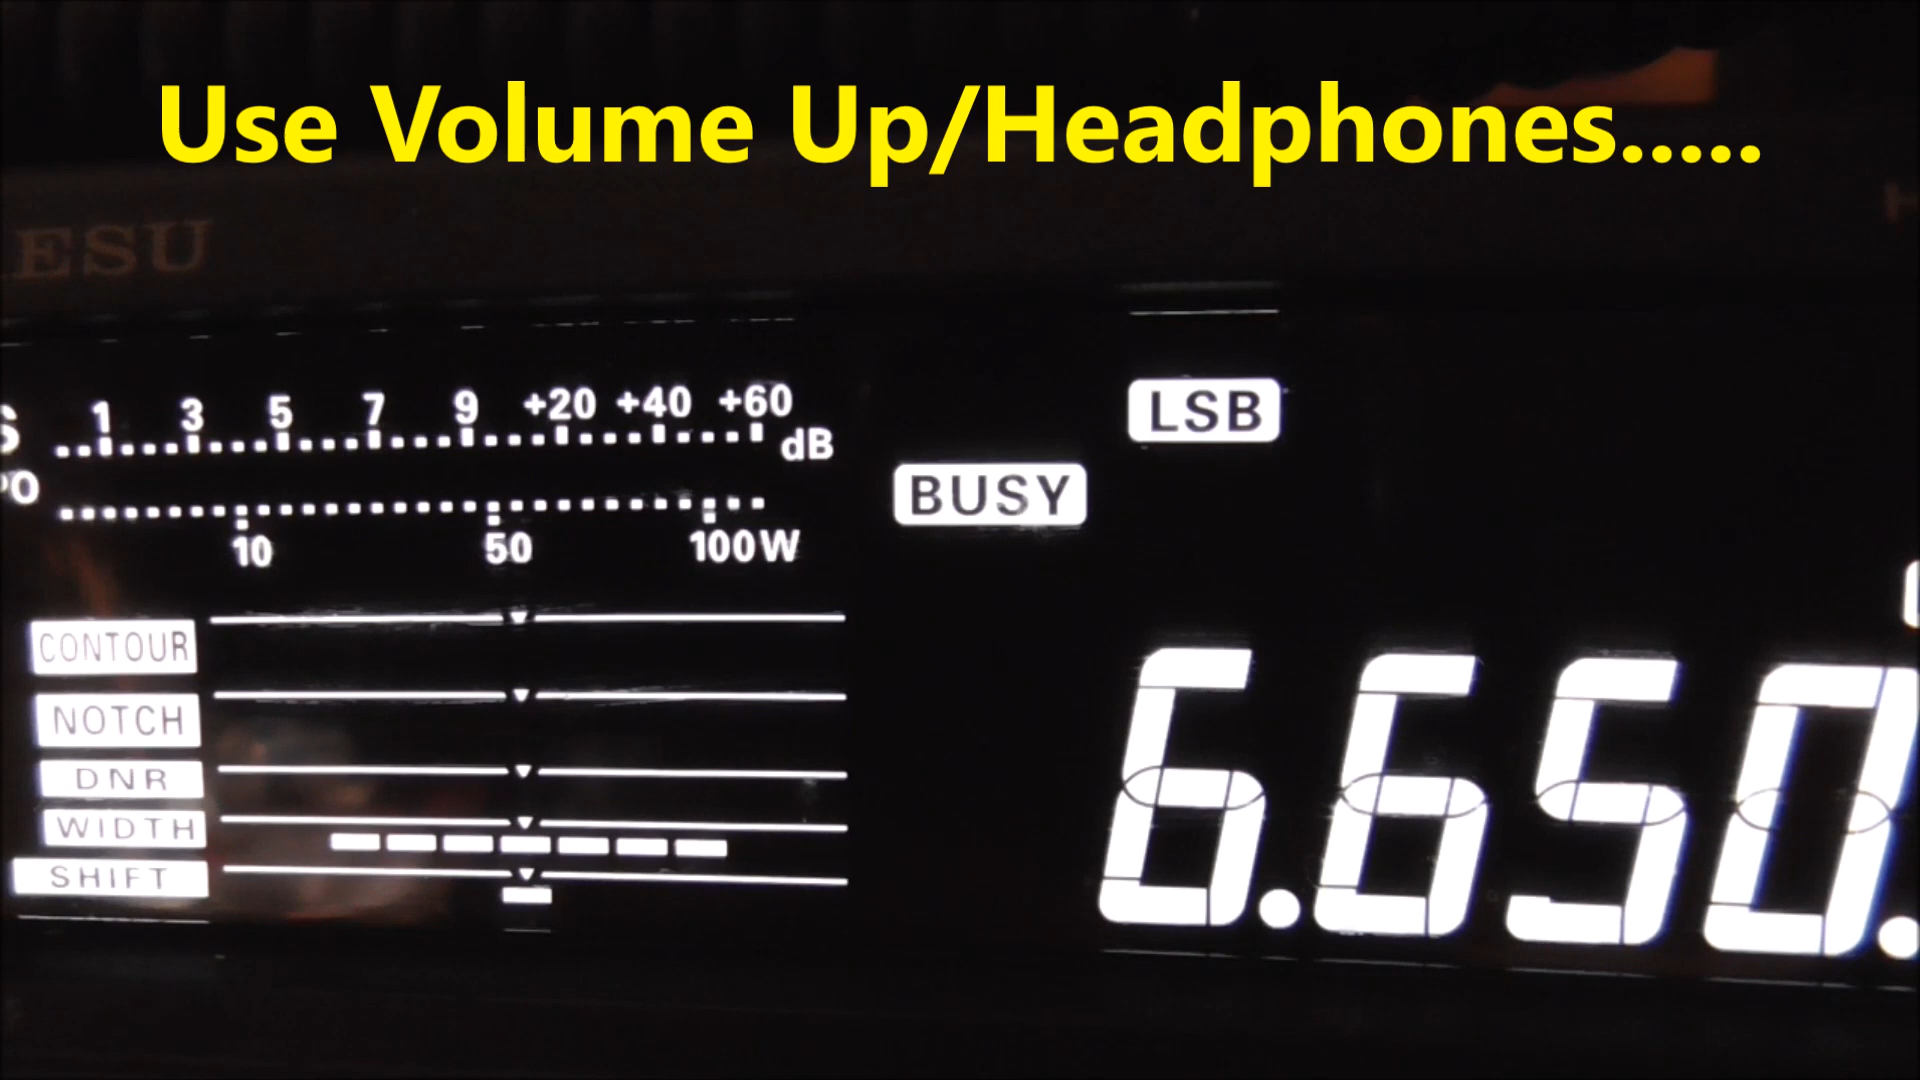 Use Volume Up/Headphones.....
ESU
S 1 3 5 7 9 +20 +40 +60 dB
PO
10 50 100W
LSB
BUSY
CONTOUR
NOTCH
DNR
WIDTH
SHIFT
6.650.